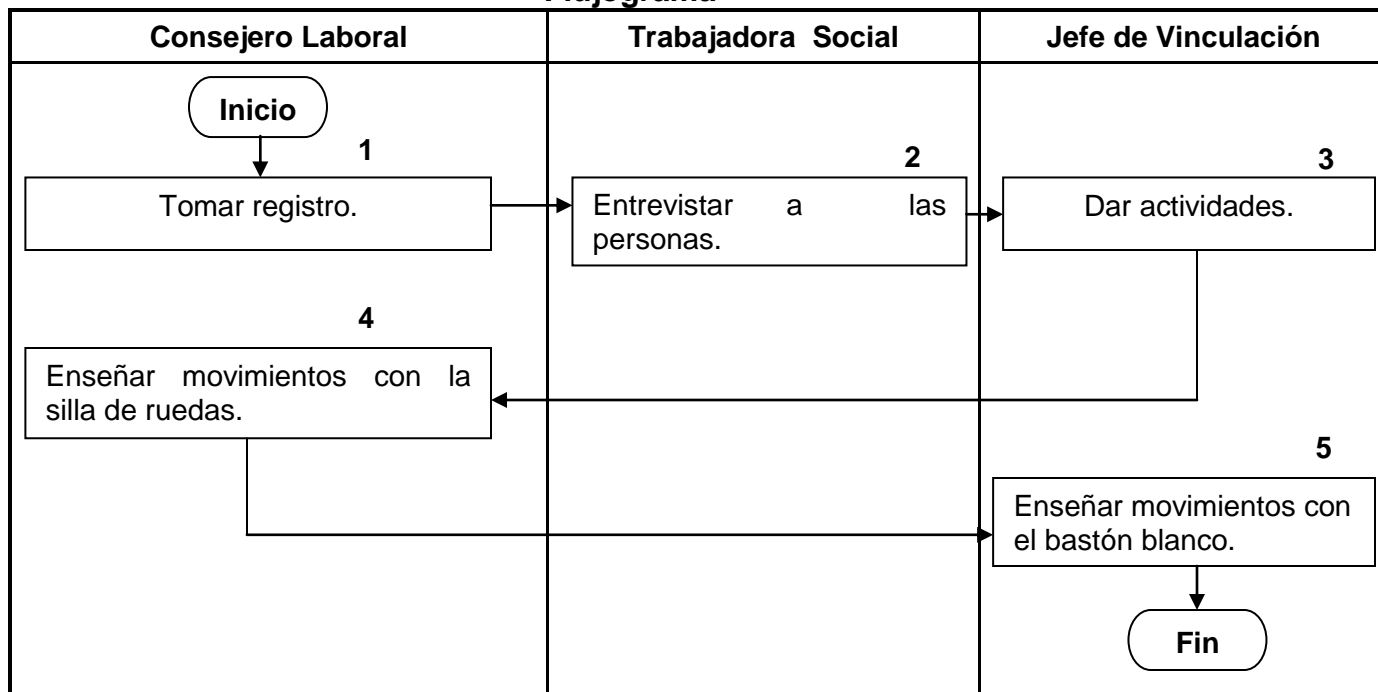 Flujograma
Consejero Laboral
Trabajadora Social
Jefe de Vinculación
Inicio
1
Tomar registro.
2
Entrevistar a las
personas.
3
Dar actividades.
4
Enseñar movimientos con la
silla de ruedas.
5
Enseñar movimientos con
el bastón blanco.
Fin